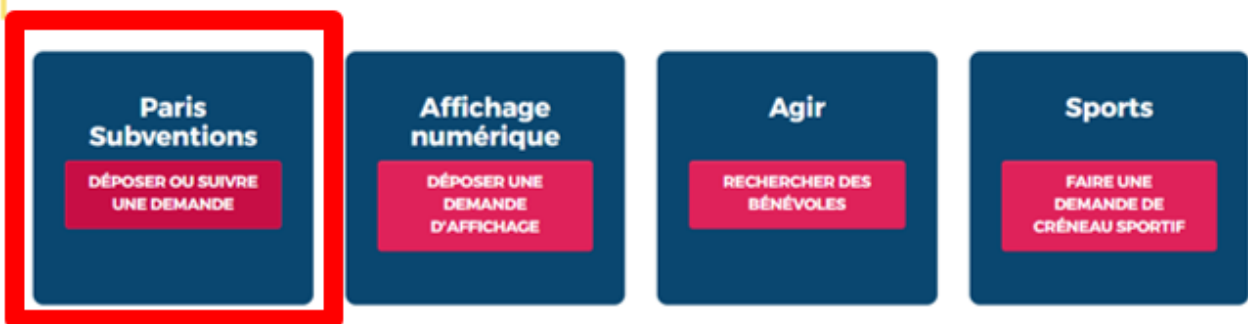 Paris
Subventions
DÉPOSER OU SUIVRE
UNE DEMANDE
Affichage
numérique
DÉPOSER UNE
DEMANDE
D'AFFICHAGE
Agir
RECHERCHER DES
BÉNÉVOLES
Sports
FAIRE UNE
DEMANDE DE
CRÉNEAU SPORTIF